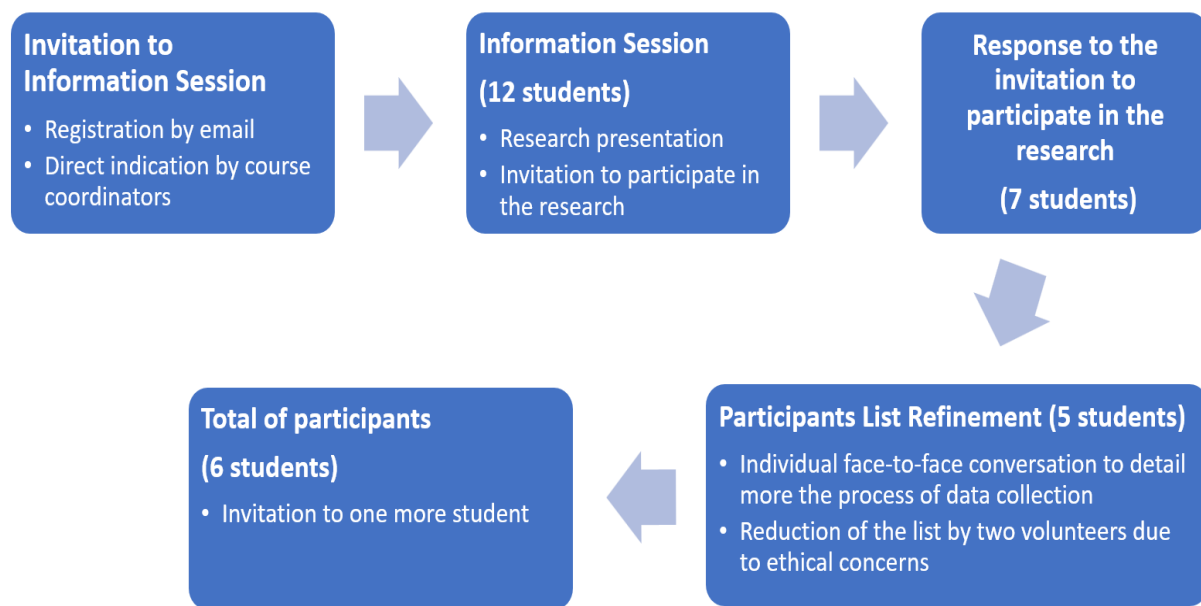 Invitation to
Information Session
• Registration by email
• Direct indication by course
coordinators
Information Session
(12 students)
• Research presentation
• Invitation to participate in
the research
Response to the
invitation to
participate in the
research
(7 students)
Participants List Refinement (5 students)
• Individual face-to-face conversation to detail
more the process of data collection
• Reduction of the list by two volunteers due
to ethical concerns
Total of participants
(6 students)
• Invitation to one more student